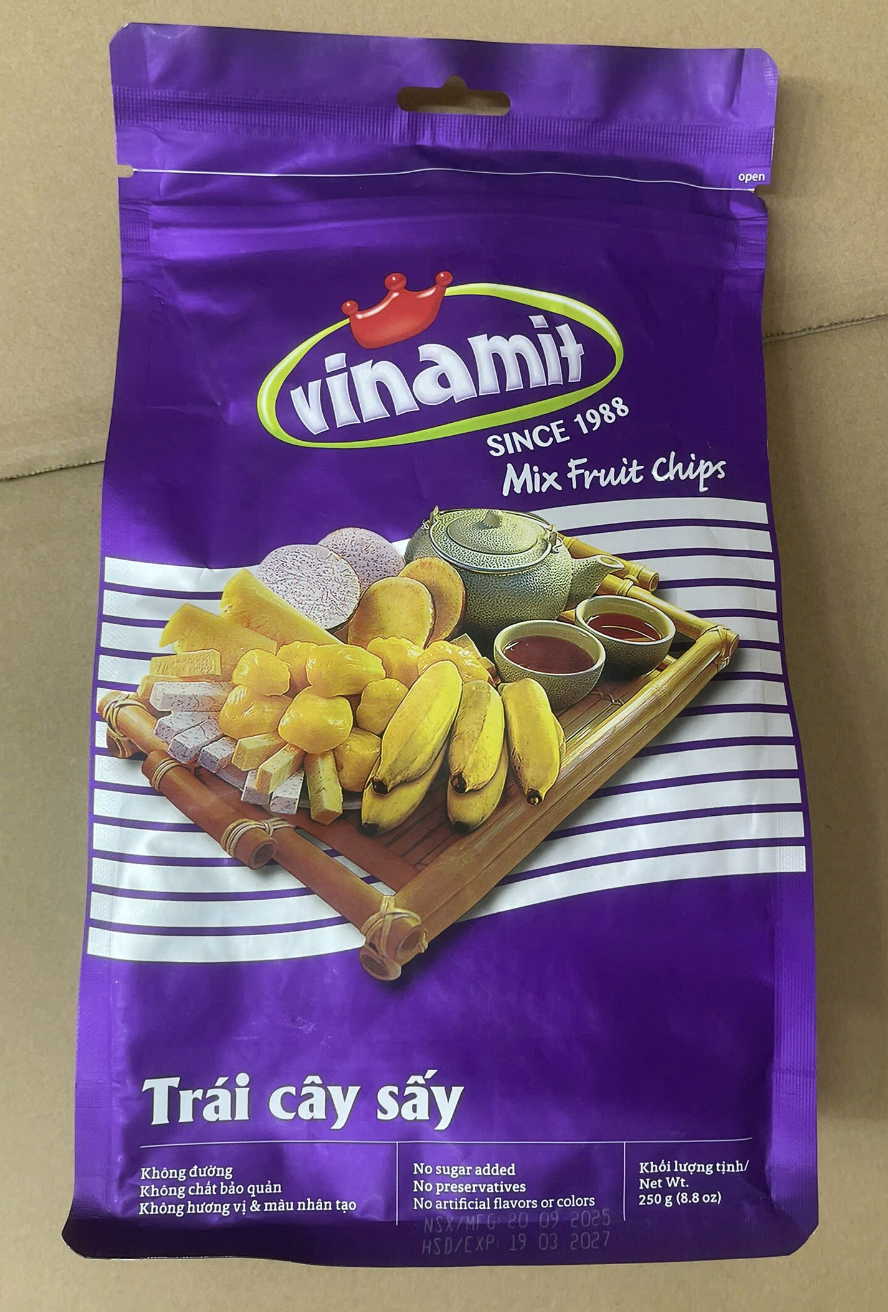 open
vinamit
SINCE 1988
Mix Fruit Chips
Trái cây sấy
Không đường
Không chất bảo quản
Không hương vị & màu nhân tạo
No sugar added
No preservatives
No artificial flavors or colors
Khối lượng tịnh/
Net Wt.
250 g (8.8 oz)
NSX/MFG: 20 09 2025
HSD/EXP: 19 03 2027